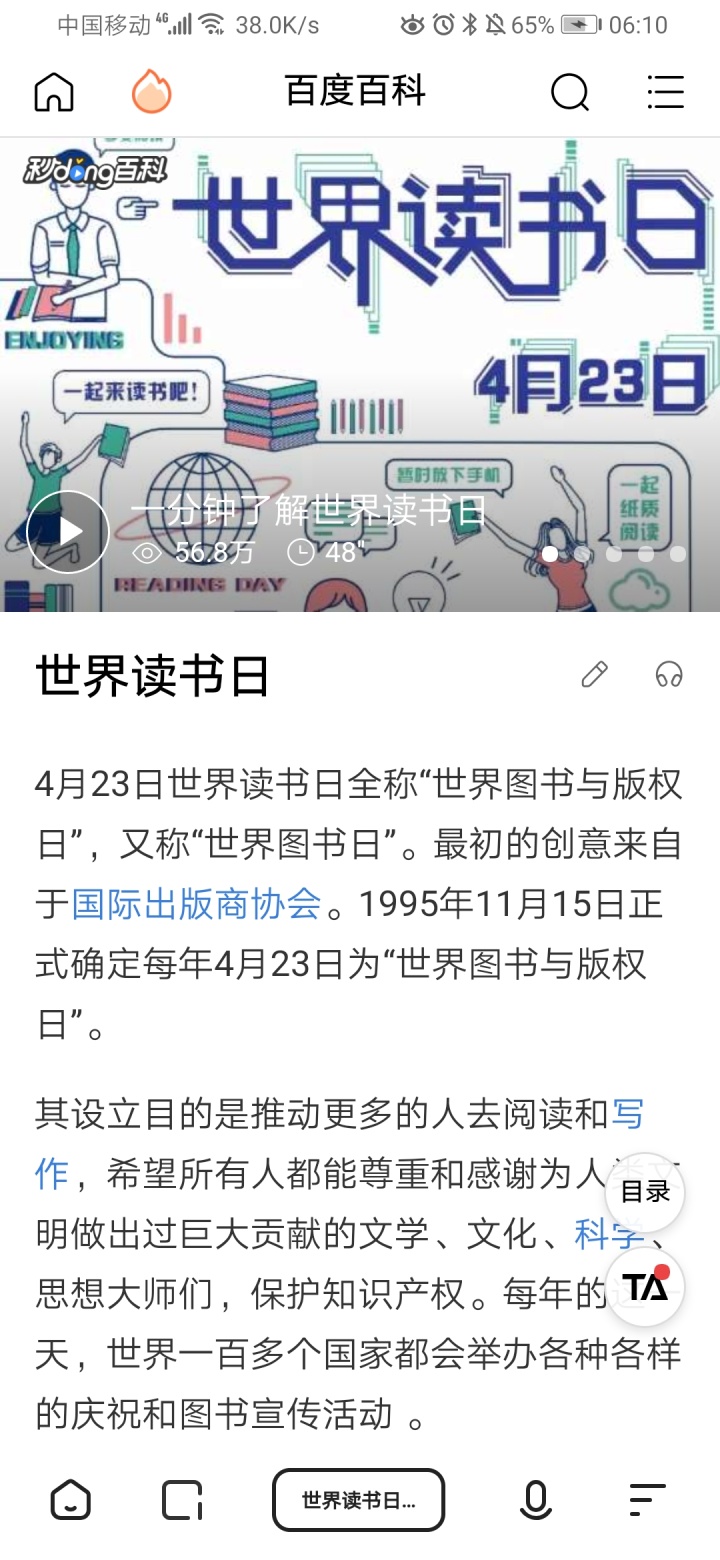 中国移动 4G 38.0K/s 65% 06:10
百度百科
秒dong百科
世界读书日
ENJOYING
4月23日
一起来读书吧！
暂时放下手机
一起
纸质
阅读
一分钟了解世界读书日
56.8万 48"
READING DAY
世界读书日
4月23日世界读书日全称“世界图书与版权
日”，又称“世界图书日”。最初的创意来自
于国际出版商协会。1995年11月15日正
式确定每年4月23日为“世界图书与版权
日”。
其设立目的是推动更多的人去阅读和写
作，希望所有人都能尊重和感谢为人类文
明做出过巨大贡献的文学、文化、科学、
思想大师们，保护知识产权。每年的这一
天，世界一百多个国家都会举办各种各样
的庆祝和图书宣传活动 。
目录
TA
世界读书日...